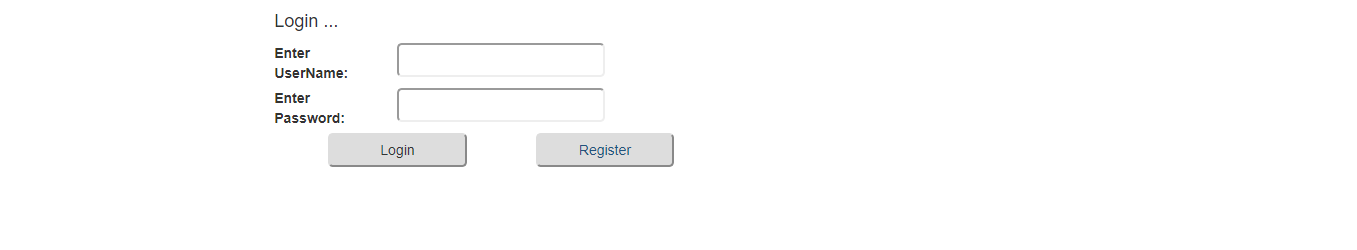 Login ...
Enter
UserName:
Enter
Password:
Login
Register